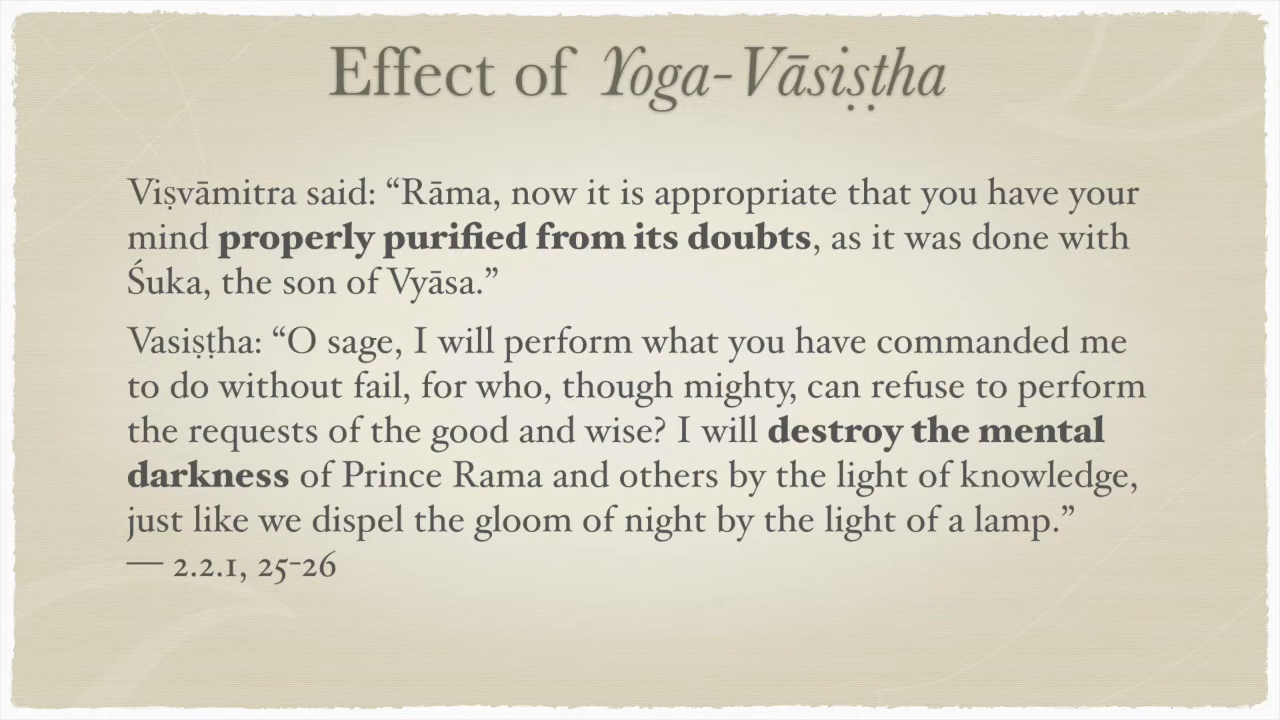 Effect of Yoga-Vāsiṣṭha
Viṣvāmitra said: “Rāma, now it is appropriate that you have your
mind properly purified from its doubts, as it was done with
Śuka, the son of Vyāsa.”
Vasiṣṭha: “O sage, I will perform what you have commanded me
to do without fail, for who, though mighty, can refuse to perform
the requests of the good and wise? I will destroy the mental
darkness of Prince Rama and others by the light of knowledge,
just like we dispel the gloom of night by the light of a lamp.”
— 2.2.1, 25-26